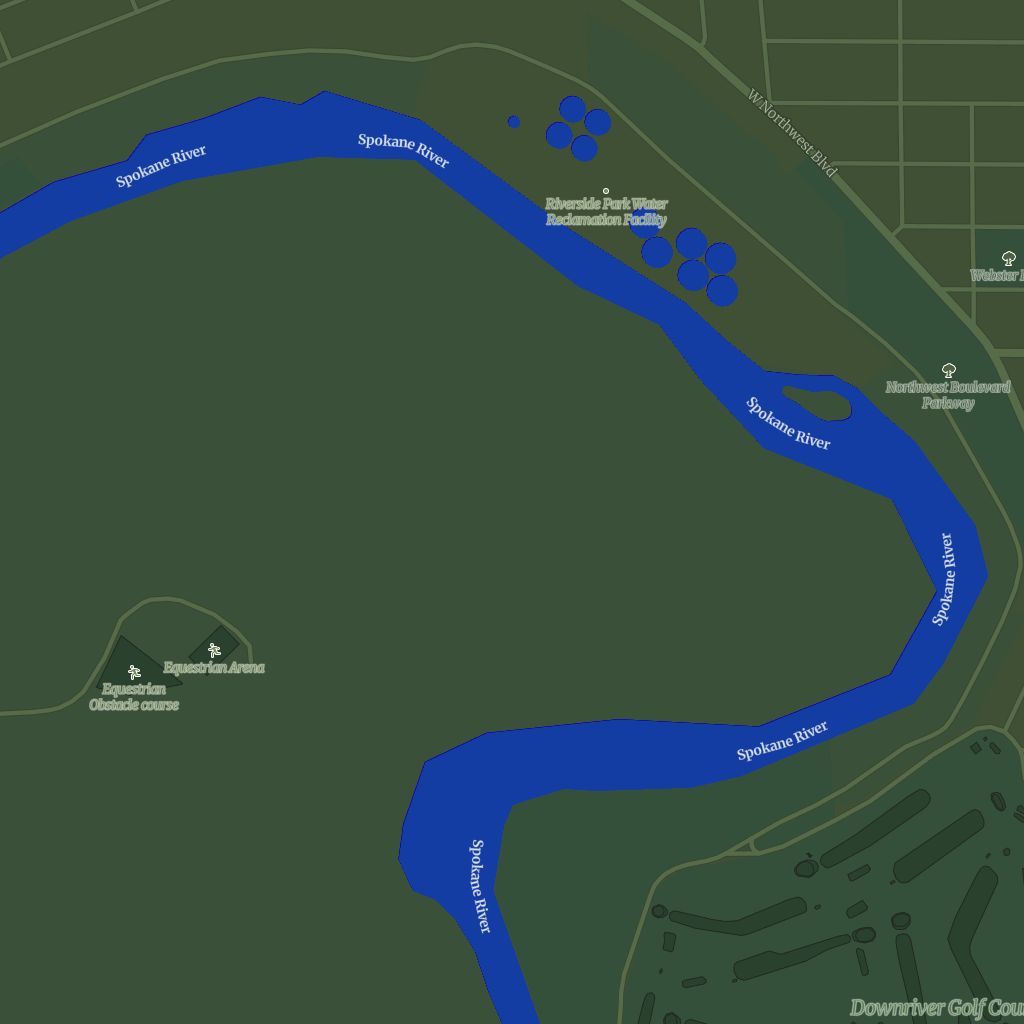 W Northwest Blvd
Spokane River
Spokane River
Riverside Park Water
Reclamation Facility
Webster
Northwest Boulevard
Parkway
Spokane River
Spokane River
Equestrian Arena
Equestrian
Obstacle course
Spokane River
Spokane River
Downriver Golf